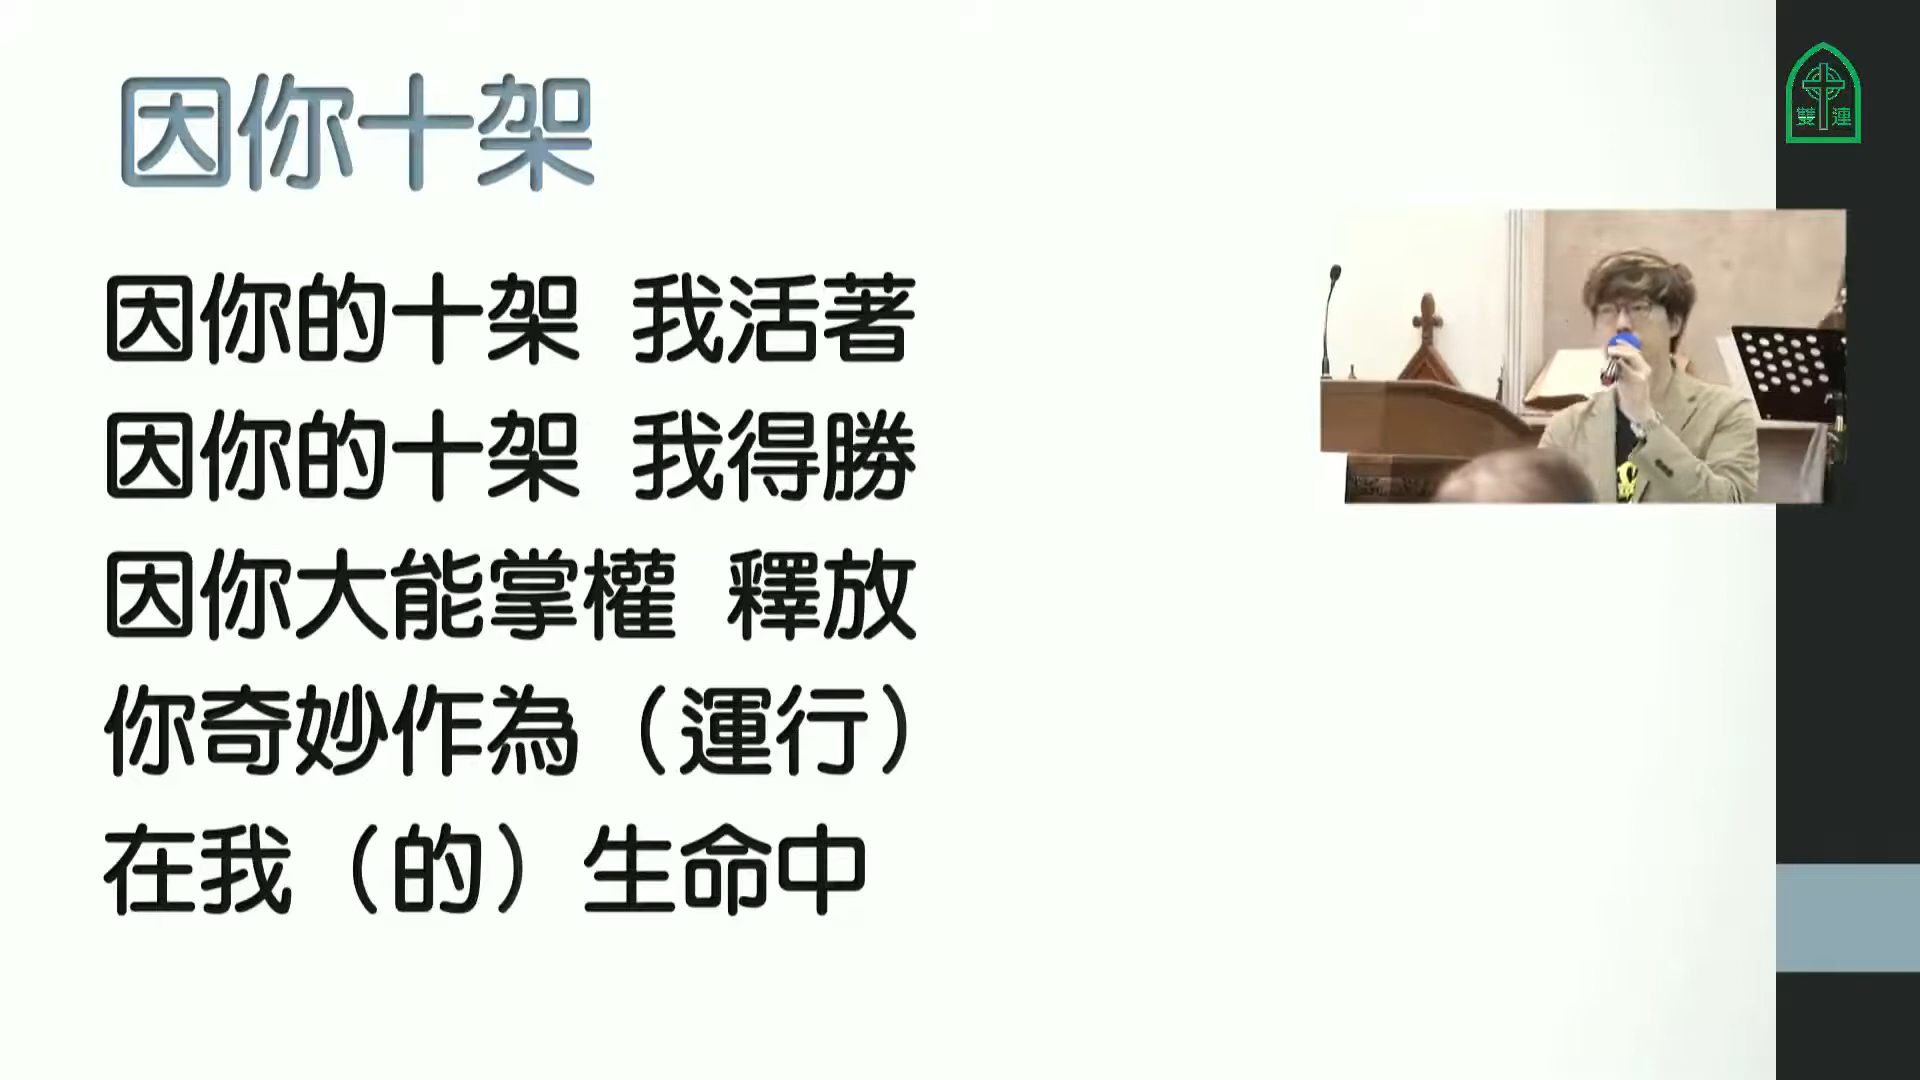 因你十架
因你的十架 我活著
因你的十架 我得勝
因你大能掌權 釋放
你奇妙作為（運行）
在我（的）生命中
雙連